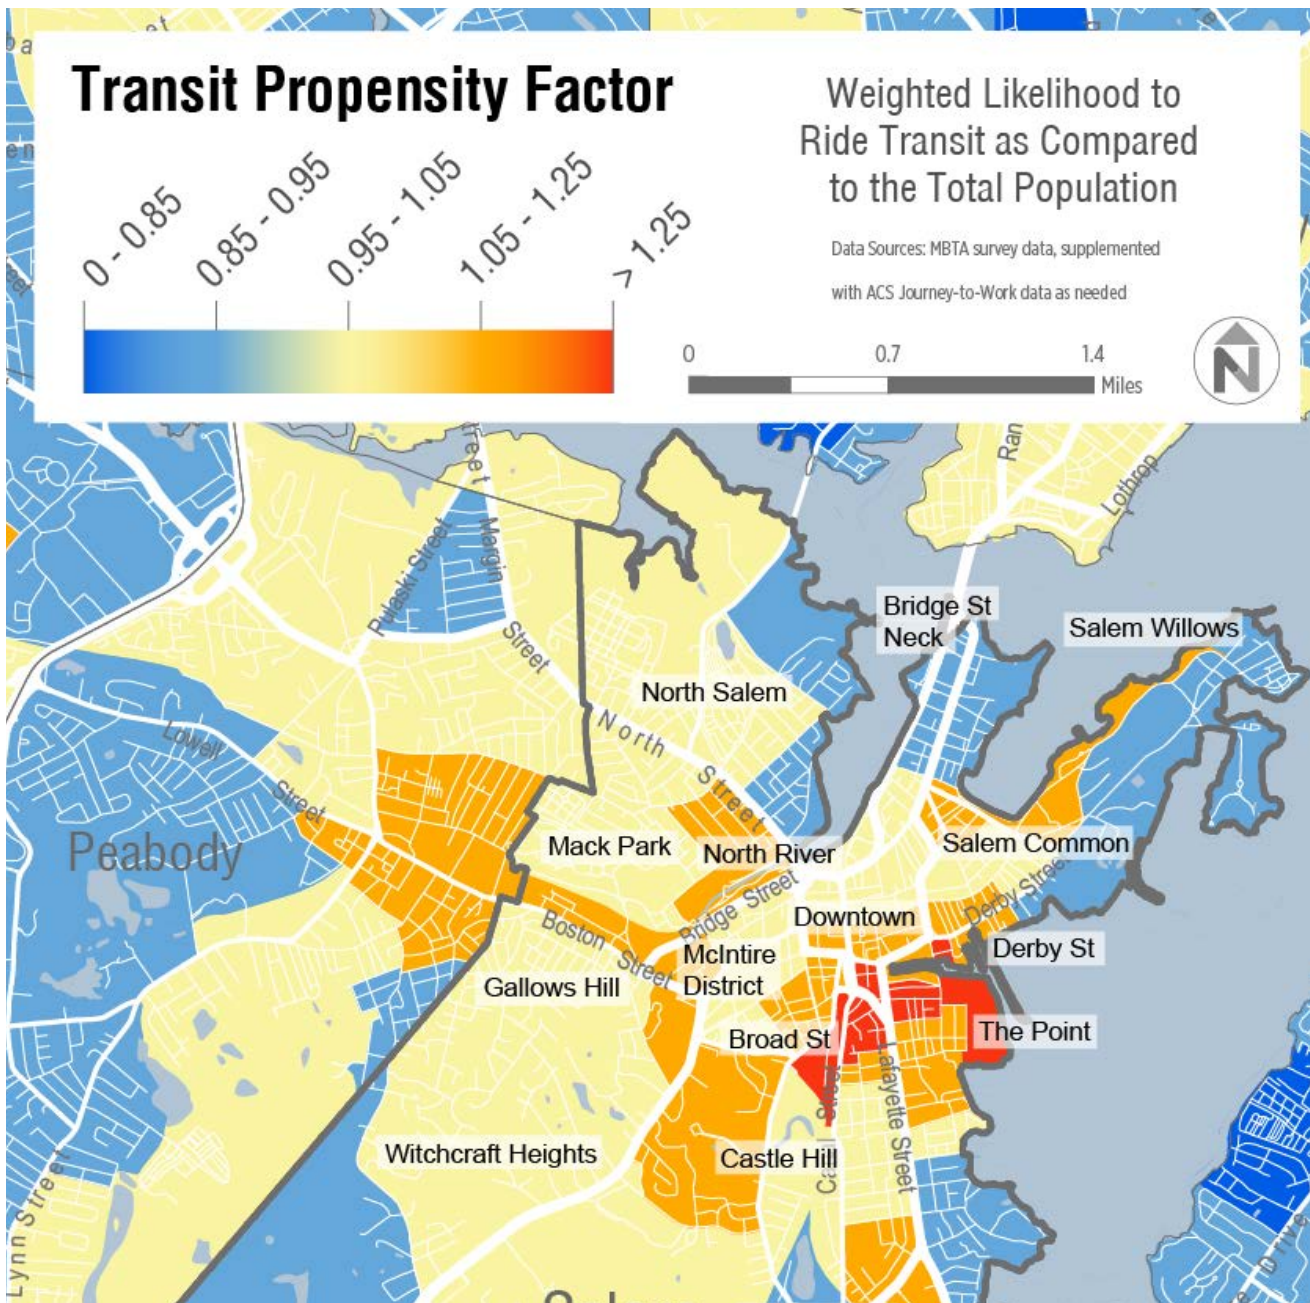 Transit Propensity Factor
0 - 0.85
0.85 - 0.95
0.95 - 1.05
1.05 - 1.25
> 1.25
Weighted Likelihood to
Ride Transit as Compared
to the Total Population
Data Sources: MBTA survey data, supplemented
with ACS Journey-to-Work data as needed
0
0.7
1.4
Miles
N
Lothrop
Pulaski Street
Margin
Street
Bridge St
Neck
Salem Willows
North Salem
North
Street
Lowell
Street
Peabody
Mack Park
North River
Salem Common
Bridge Street
Derby Street
Downtown
Boston
Street
McIntire
District
Derby St
Gallows Hill
Broad St
The Point
Lafayette Street
Street
Witchcraft Heights
Castle Hill
Lynn Street